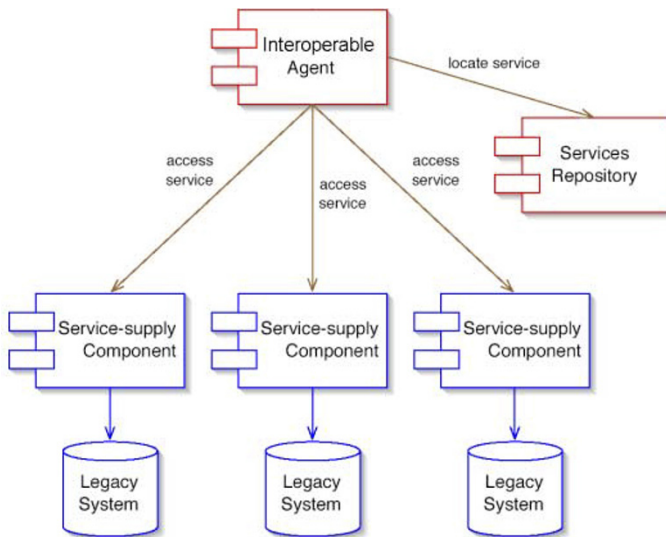 Interoperable
Agent
locate service
Services
Repository
access
service
access
service
access
service
Service-supply
Component
Service-supply
Component
Service-supply
Component
Legacy
System
Legacy
System
Legacy
System